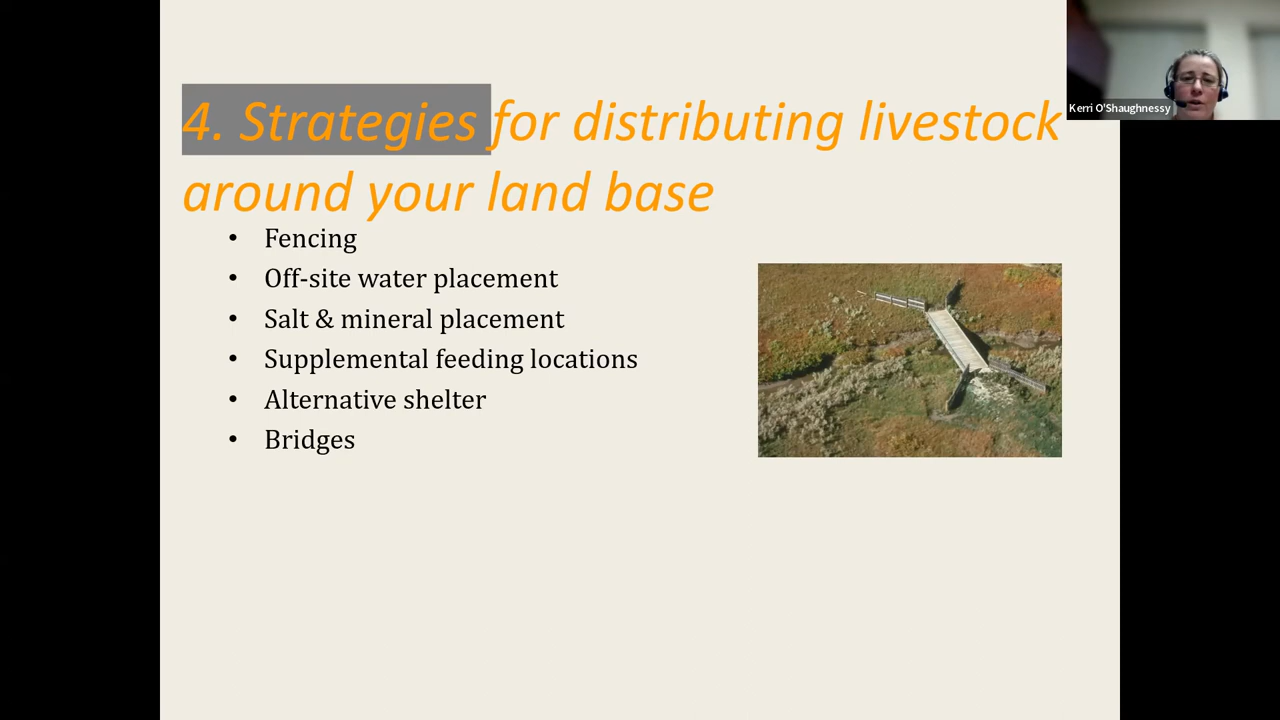 4. Strategies for distributing livestock
around your land base
• Fencing
• Off-site water placement
• Salt & mineral placement
• Supplemental feeding locations
• Alternative shelter
• Bridges
Kerri O'Shaughnessy